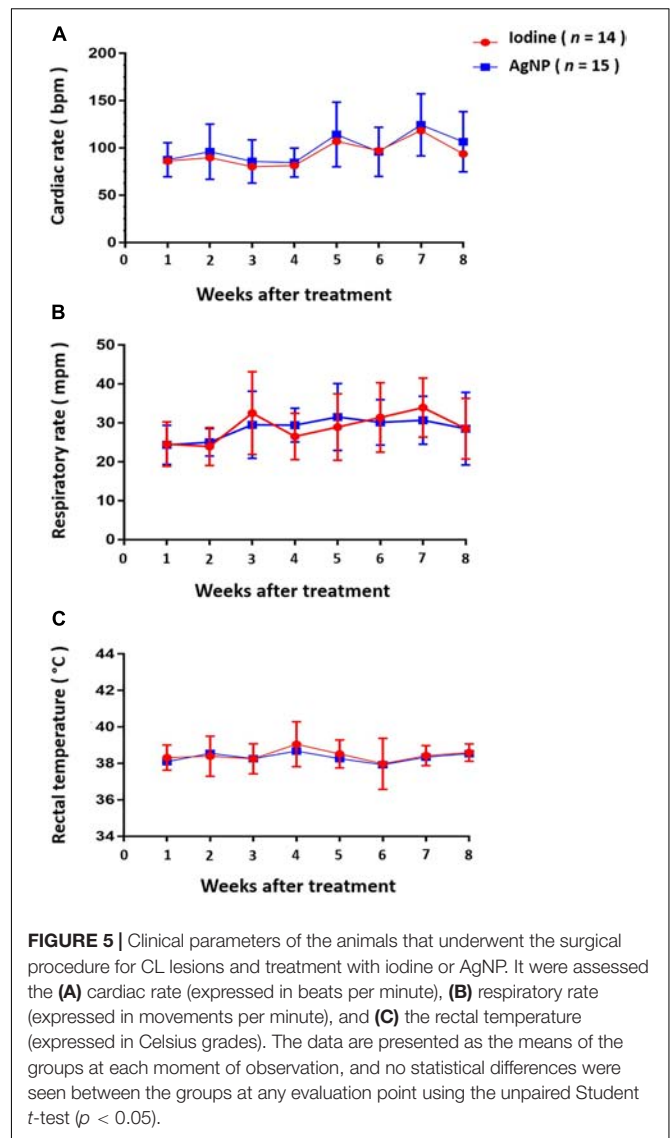 A
Iodine ( n = 14 )
AgNP ( n = 15 )
Cardiac rate ( bpm )
200
150
100
50
0
0 1 2 3 4 5 6 7 8
Weeks after treatment
B
Respiratory rate ( mpm )
50
40
30
20
10
0
0 1 2 3 4 5 6 7 8
Weeks after treatment
C
Rectal temperature ( °C )
44
42
40
38
36
34
0 1 2 3 4 5 6 7 8
Weeks after treatment
FIGURE 5 | Clinical parameters of the animals that underwent the surgical
procedure for CL lesions and treatment with iodine or AgNP. It were assessed
the (A) cardiac rate (expressed in beats per minute), (B) respiratory rate
(expressed in movements per minute), and (C) the rectal temperature
(expressed in Celsius grades). The data are presented as the means of the
groups at each moment of observation, and no statistical differences were
seen between the groups at any evaluation point using the unpaired Student
t-test (p < 0.05).